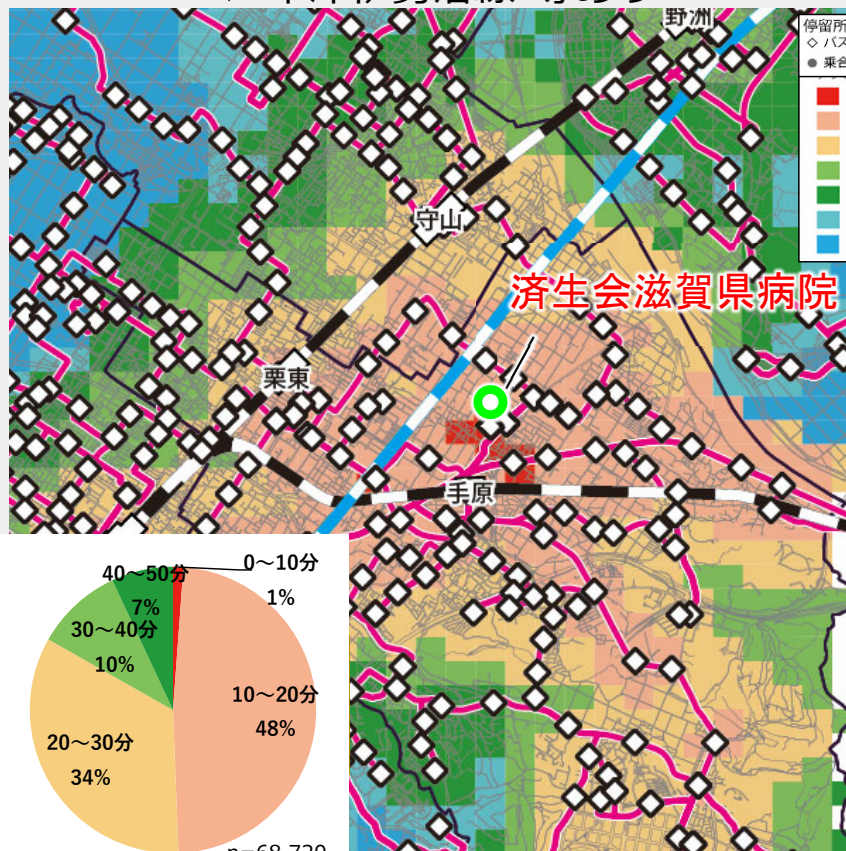 野洲
停留所
◇ バス
● 乗合
守山
済生会滋賀県病院
栗東
手原
0～10分
1%
40～50分
7%
30～40分
10%
10～20分
48%
20～30分
34%